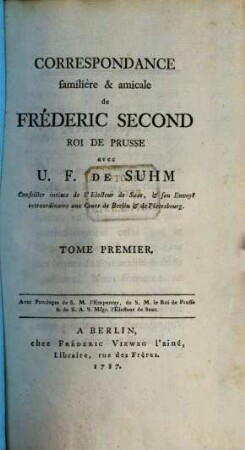 CORRESPONDANCE
familière & amicale
de
FRÉDERIC SECOND
ROI DE PRUSSE
avec
U. F. DE SUHM
Conseiller intime de l'Electeur de Saxe, & son Envoyé
extraordinaire aux Cours de Berlin & de Pétersbourg.
TOME PREMIER.
Avec Privileges de S. M. l'Empereur, de S. M. le Roi de Prusse
& de S. A. S. Mgr. l'Electeur de Saxe.
A BERLIN,
chez FRÉDERIC VIEWEG l'ainé,
Libraire, rue des Frères.
1787.